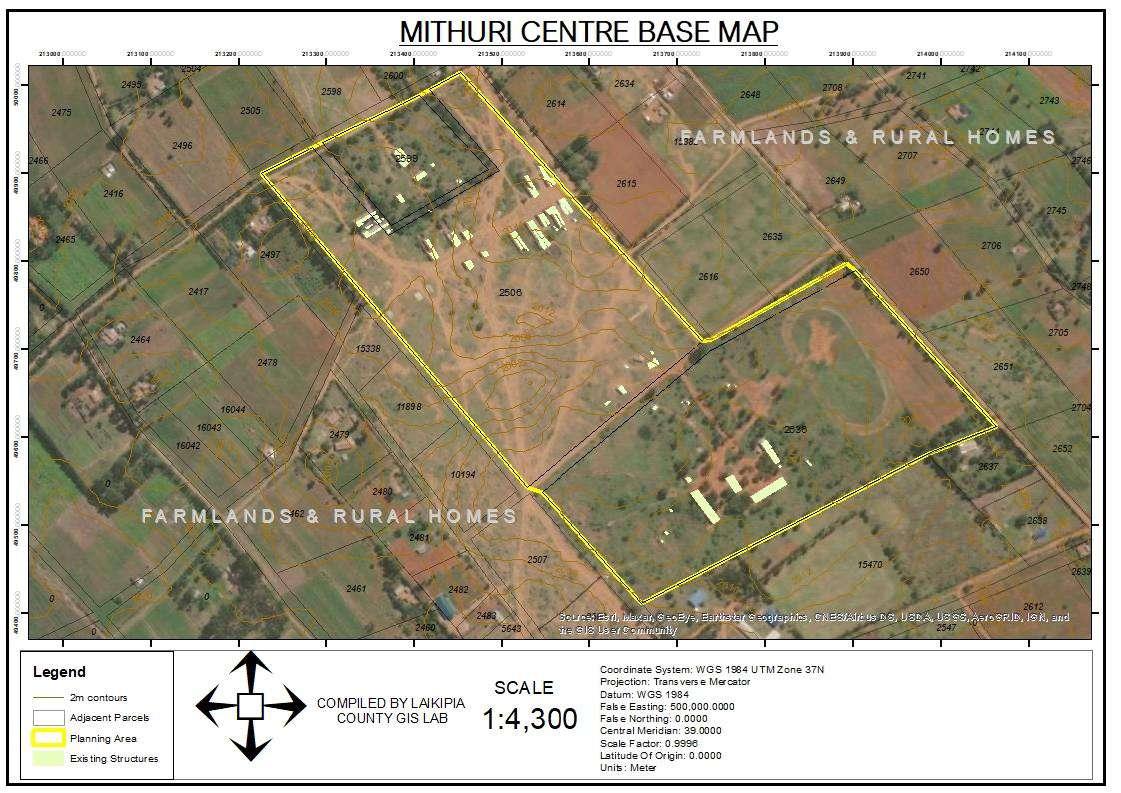 MITHURI CENTRE BASE MAP
213000 213100 213200 213300 213400 213500 213600 213700 213800 213900 214000 214100
2504 2600 2741 2742
2495 2598 2634 2708
2475 2505 2614 2648 2743
FARMLANDS & RURAL HOMES
2496
2466 2707 2746
2416 2615 2649
2465 2635 2745
2497 2616 2650 2706
2417 2506 2748
0
2464 15338 2705
2478 2651
16044 11898 2704
16043 2479
16042 2652
10194 2637
0 2480
FARMLANDS & RURAL HOMES
2638
2481
2507 15470
2461 2482 2639
0 0 2483 2612
0 2460 5643 2547
Source: Esri, Maxar, GeoEye, Earthstar Geographics, CNES/Airbus DS, USDA, USGS, AeroGRID, IGN, and
the GIS User Community
Legend
2m contours
Adjacent Parcels
Planning Area
Existing Structures
COMPILED BY LAIKIPIA
COUNTY GIS LAB
SCALE
1:4,300
Coordinate System: WGS 1984 UTM Zone 37N
Projection: Transverse Mercator
Datum: WGS 1984
False Easting: 500,000.0000
False Northing: 0.0000
Central Meridian: 39.0000
Scale Factor: 0.9996
Latitude Of Origin: 0.0000
Units: Meter